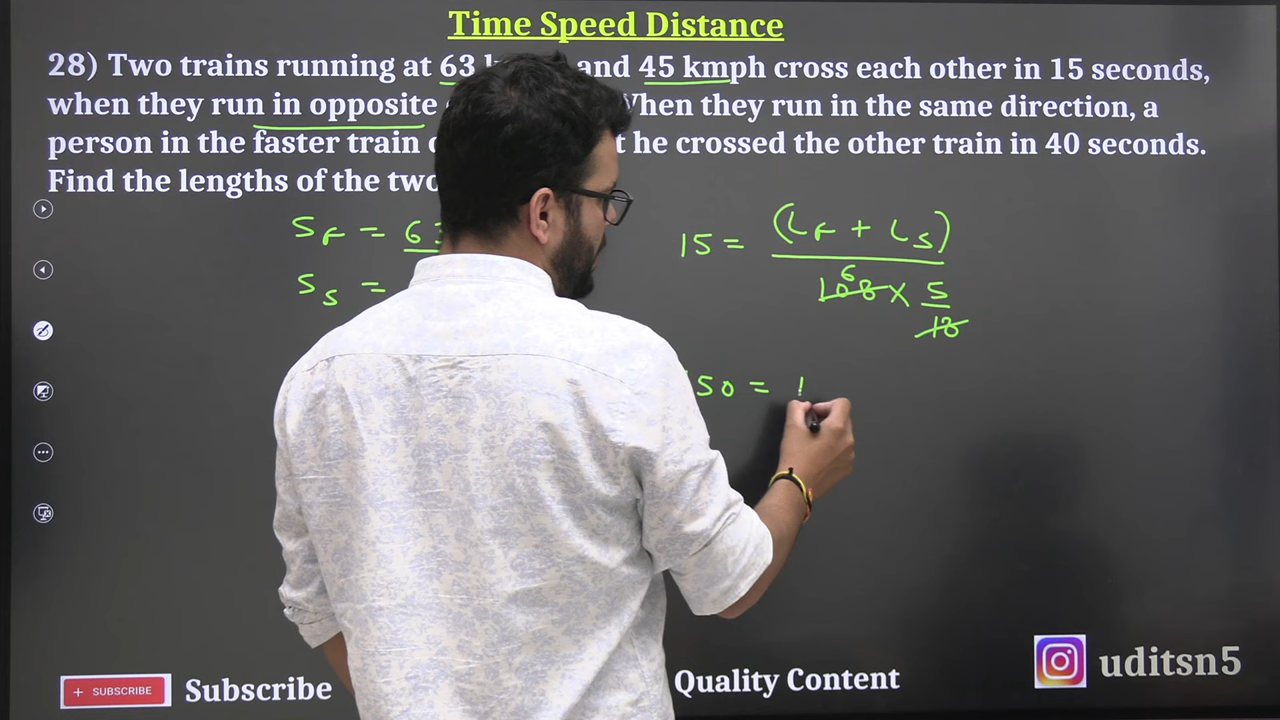 Time Speed Distance
28) Two trains running at 63 and 45 kmph cross each other in 15 seconds,
when they run in opposite When they run in the same direction, a
person in the faster train he crossed the other train in 40 seconds.
Find the lengths of the two
S_F = 63
S_S =
15 = (L_F + L_S)
6
108 × 5
18
50 =
+ SUBSCRIBE
Subscribe
Quality Content
uditsn5